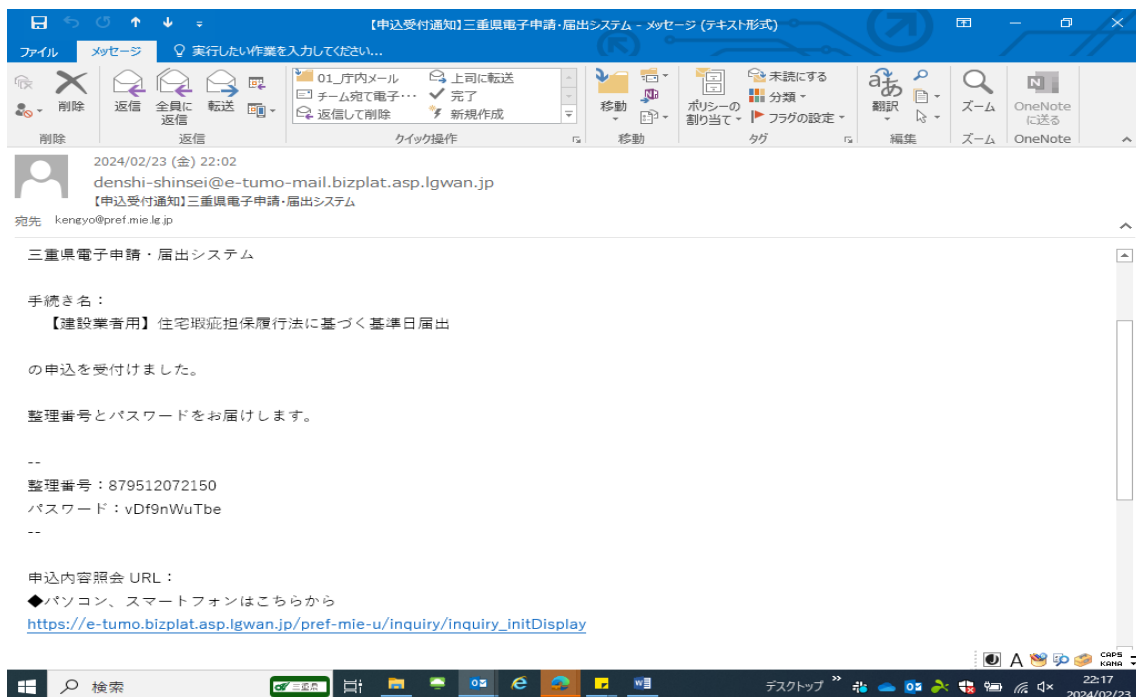 【申込受付通知】三重県電子申請・届出システム - メッセージ (テキスト形式)
ファイル メッセージ 実行したい作業を入力してください...
削除
返信
全員に
返信
転送
01_庁内メール
チーム宛て電子…
返信して削除
上司に転送
完了
新規作成
移動
ポリシーの
割り当て
未読にする
分類
フラグの設定
あ
翻訳
ズーム
OneNote
に送る
削除 返信 クイック操作 移動 タグ 編集 ズーム OneNote
2024/02/23 (金) 22:02
denshi-shinsei@e-tumo-mail.bizplat.asp.lgwan.jp
【申込受付通知】三重県電子申請・届出システム
宛先 kengyo@pref.mie.lg.jp
三重県電子申請・届出システム
手続き名：
【建設業者用】住宅瑕疵担保履行法に基づく基準日届出
の申込を受付けました。
整理番号とパスワードをお届けします。
--
整理番号：879512072150
パスワード：vDf9nWuTbe
--
申込内容照会 URL：
◆パソコン、スマートフォンはこちらから
https://e-tumo.bizplat.asp.lgwan.jp/pref-mie-u/inquiry/inquiry_initDisplay
A
CAPS
KANA
検索
三重県
デスクトップ
22:17
2024/02/23